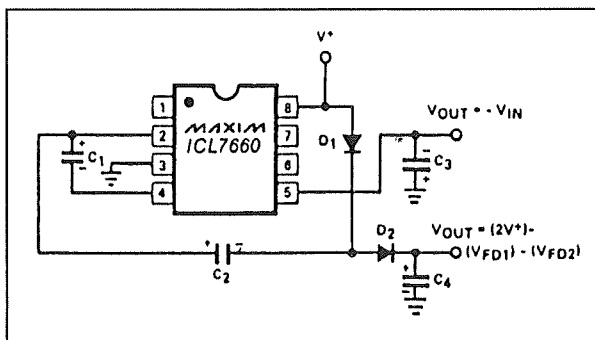 V+
1
2
3
4
8
7
6
5
MAXIM
ICL7660
+
-
C1
D1
VOUT = - VIN
-
+
C3
+
-
C2
D2
VOUT = (2V+) -
(VFD1) - (VFD2)
+
-
C4